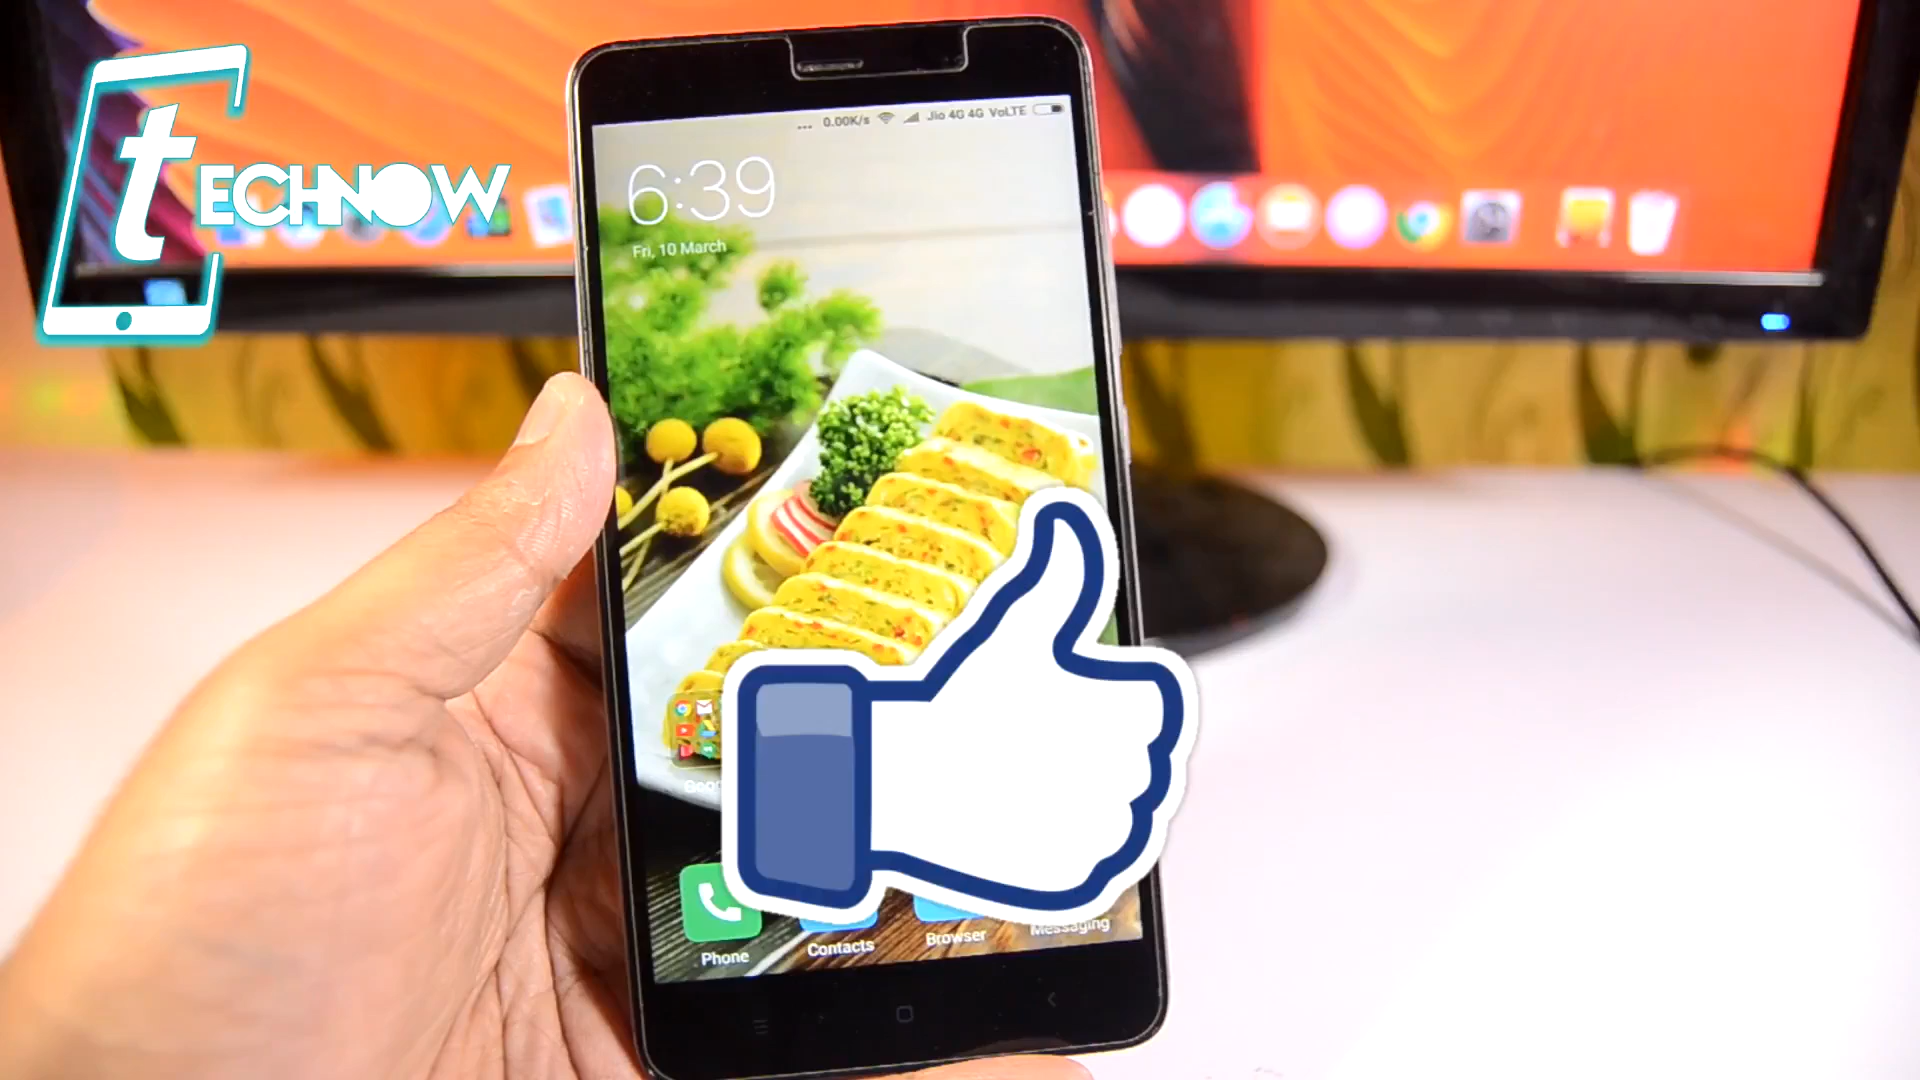 tECHNOW
... 0.00K/s Jio 4G 4G VoLTE
6:39
Fri, 10 March
Phone
Contacts
Browser
Messaging